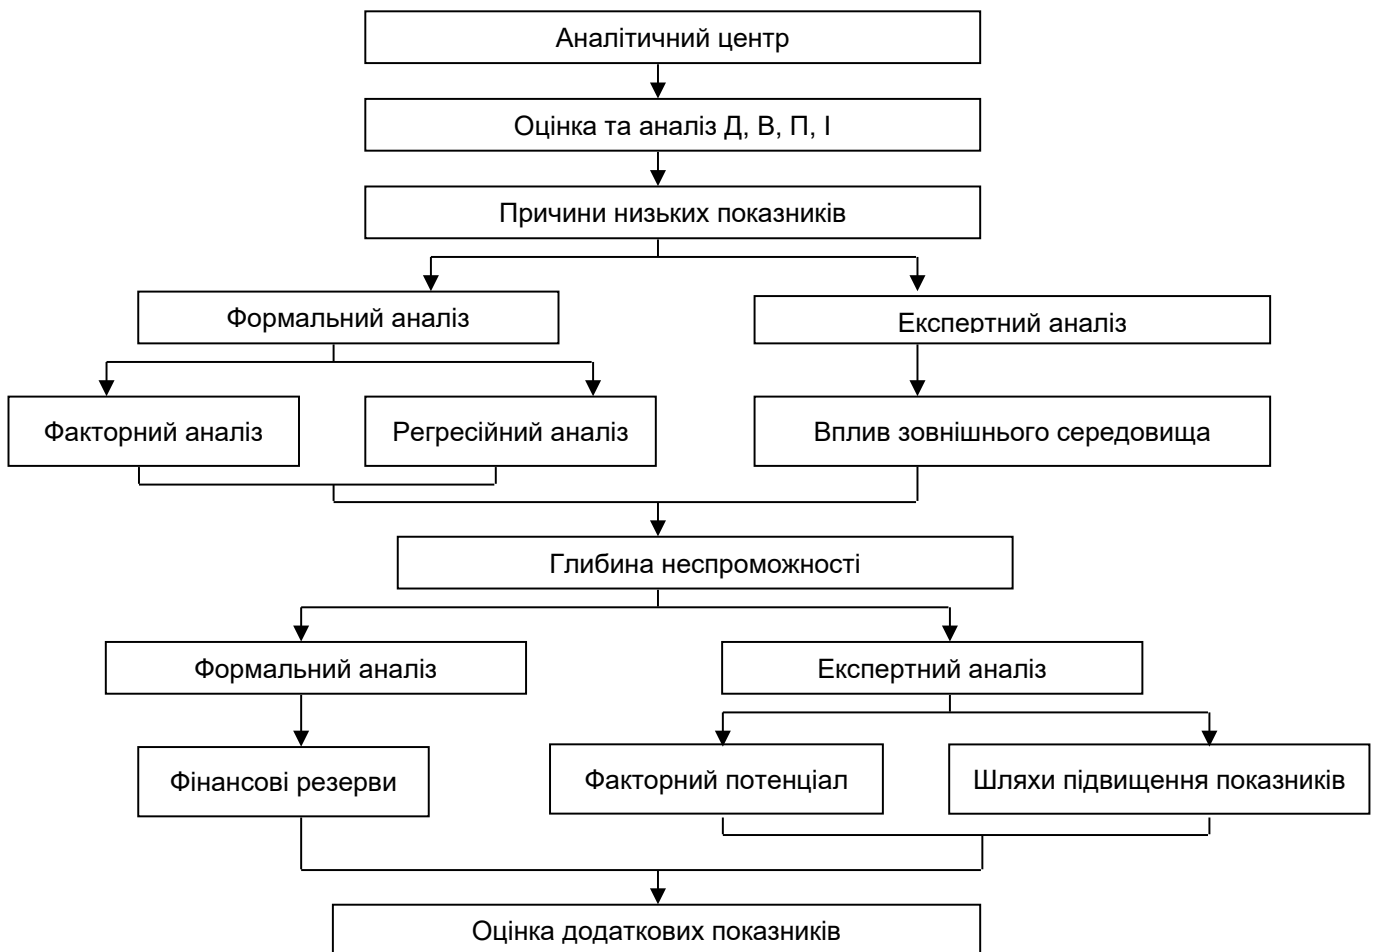 Аналітичний центр
Оцінка та аналіз Д, В, П, І
Причини низьких показників
Формальний аналіз
Експертний аналіз
Факторний аналіз
Регресійний аналіз
Вплив зовнішнього середовища
Глибина неспроможності
Формальний аналіз
Експертний аналіз
Фінансові резерви
Факторний потенціал
Шляхи підвищення показників
Оцінка додаткових показників